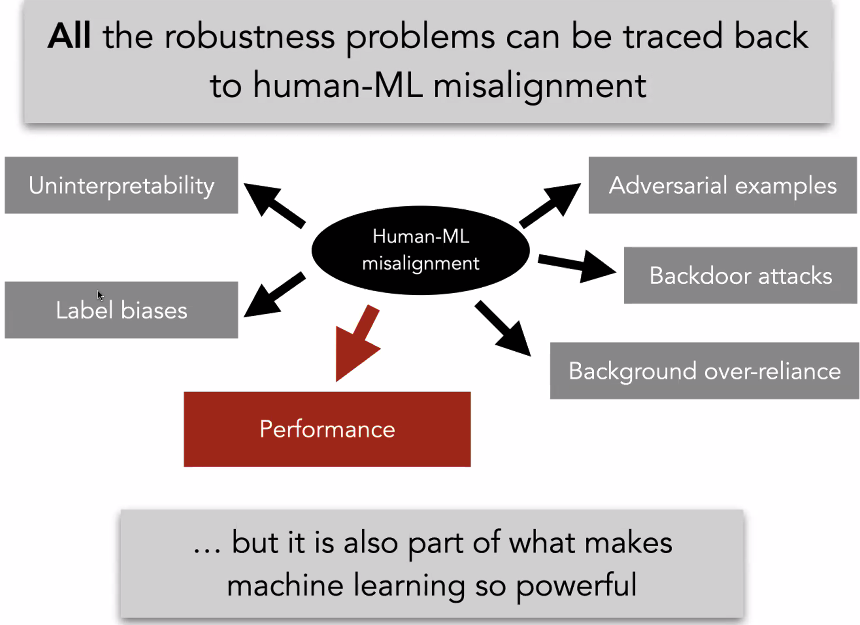 All the robustness problems can be traced back
to human-ML misalignment
Uninterpretability
Adversarial examples
Human-ML
misalignment
Backdoor attacks
Label biases
Background over-reliance
Performance
… but it is also part of what makes
machine learning so powerful